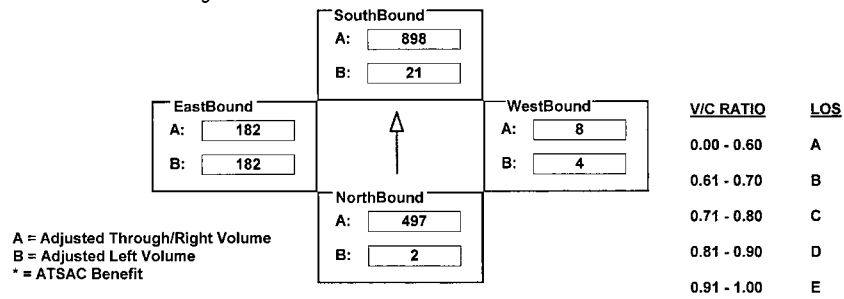 SouthBound
A: 898
B: 21
EastBound
A: 182
B: 182
WestBound
A: 8
B: 4
NorthBound
A: 497
B: 2
A = Adjusted Through/Right Volume
B = Adjusted Left Volume
* = ATSAC Benefit
V/C RATIO LOS
0.00 - 0.60 A
0.61 - 0.70 B
0.71 - 0.80 C
0.81 - 0.90 D
0.91 - 1.00 E